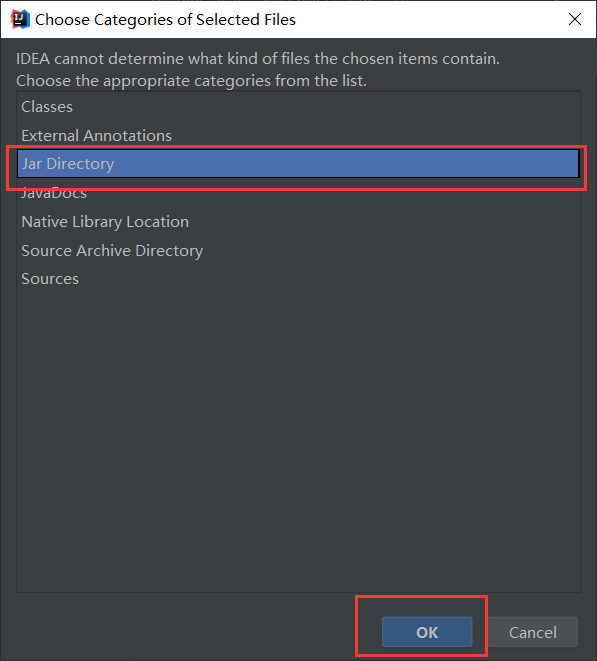 Choose Categories of Selected Files
IDEA cannot determine what kind of files the chosen items contain.
Choose the appropriate categories from the list.
Classes
External Annotations
Jar Directory
JavaDocs
Native Library Location
Source Archive Directory
Sources
OK
Cancel